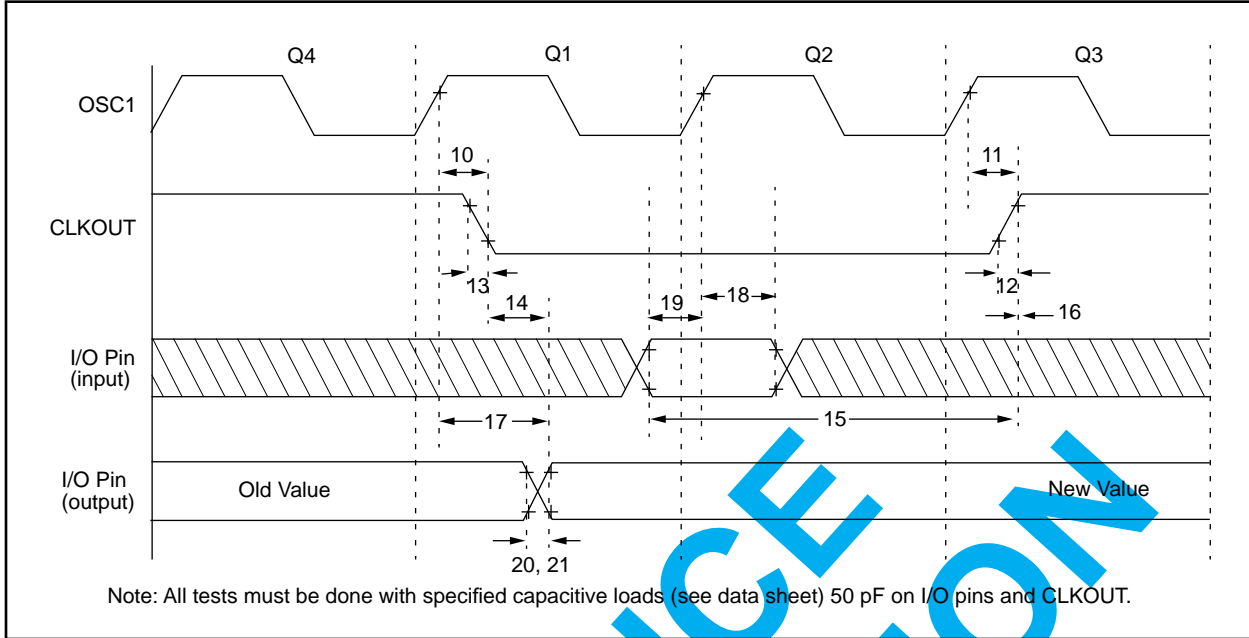 Q4 Q1 Q2 Q3
OSC1
10 11
CLKOUT
13 12
14 19 18 16
I/O Pin
(input)
17 15
I/O Pin
(output)
Old Value New Value
20, 21
Note: All tests must be done with specified capacitive loads (see data sheet) 50 pF on I/O pins and CLKOUT.